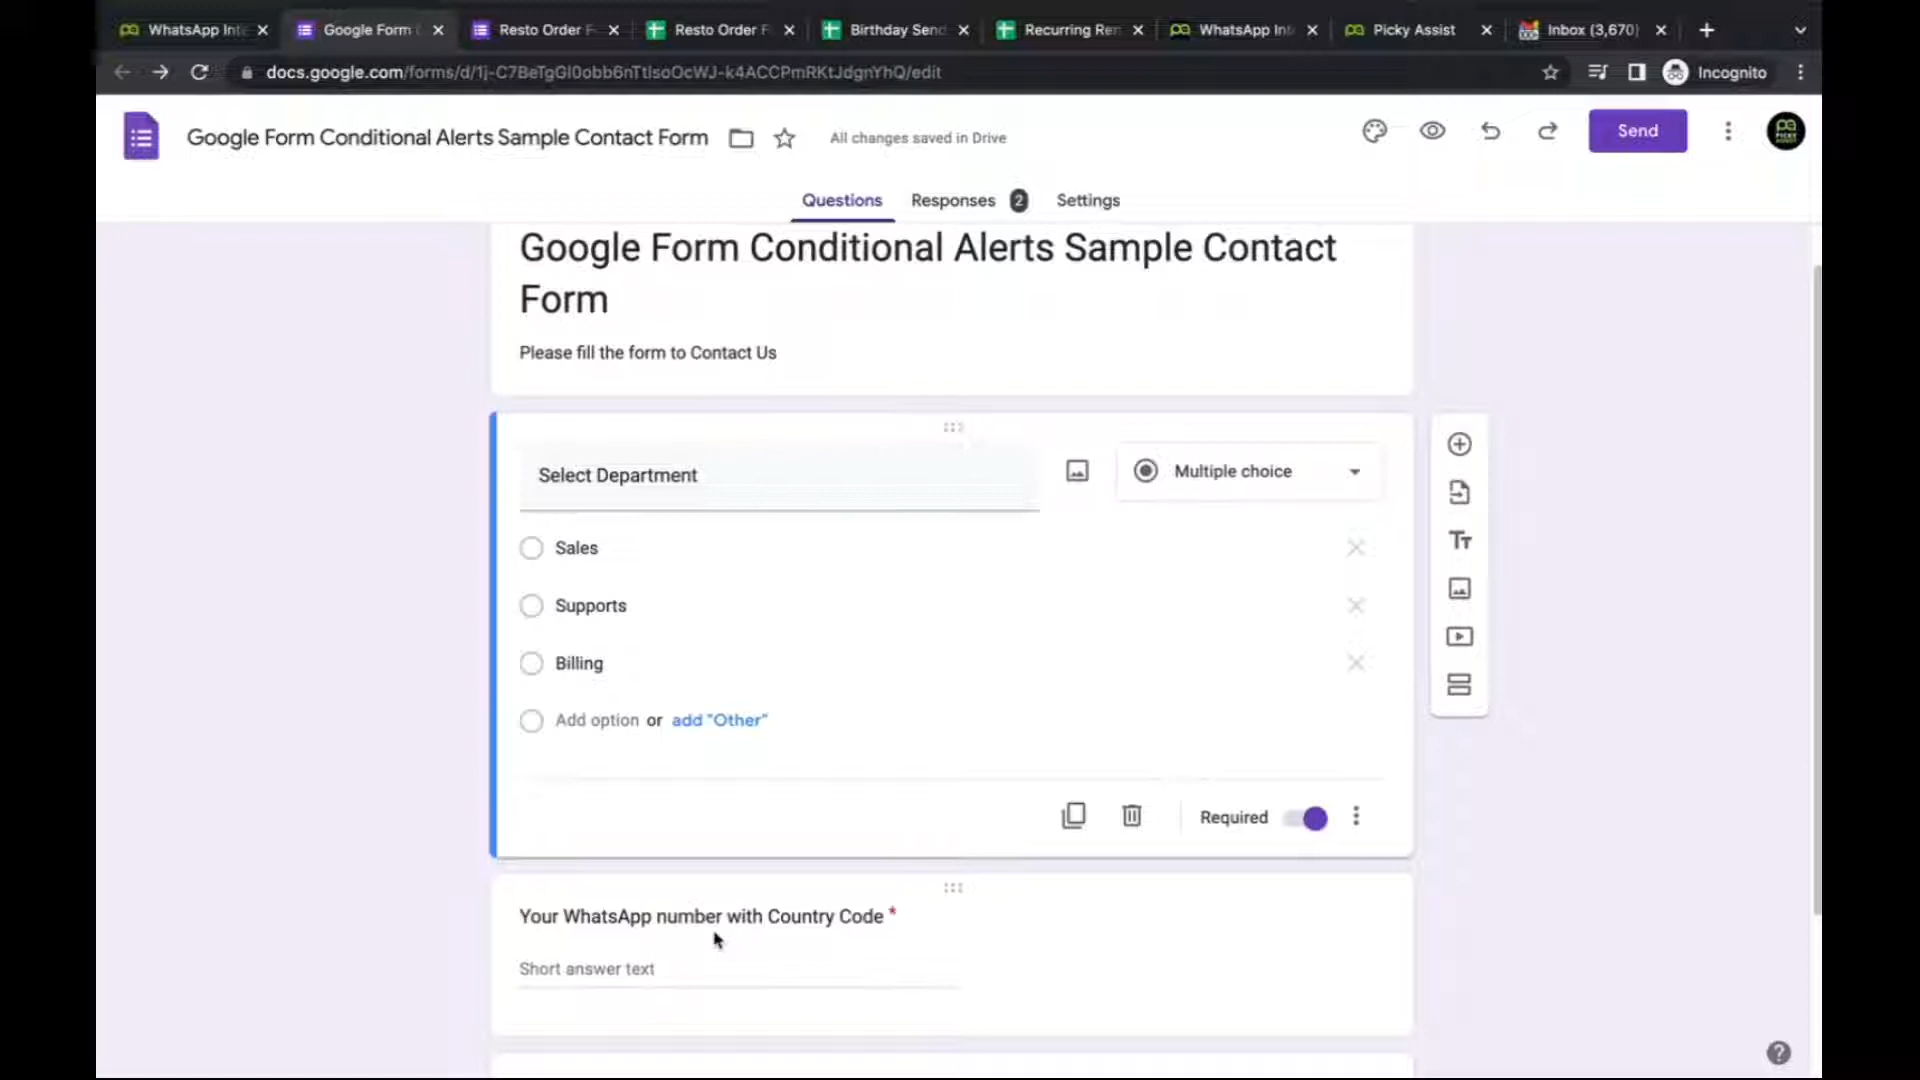 WhatsApp Int
Google Form C
Resto Order F
Resto Order F
Birthday Send
Recurring Rem
WhatsApp Int
Picky Assist
Inbox (3,670)
docs.google.com/forms/d/1j-C7BeTgGl0obb6nTtlsoOcWJ-k4ACCPmRKtJdgnYhQ/edit
Incognito
Google Form Conditional Alerts Sample Contact Form
All changes saved in Drive
Send
Questions
Responses 2
Settings
Google Form Conditional Alerts Sample Contact
Form
Please fill the form to Contact Us
Select Department
Multiple choice
Sales
Supports
Billing
Add option or add "Other"
Required
Your WhatsApp number with Country Code *
Short answer text